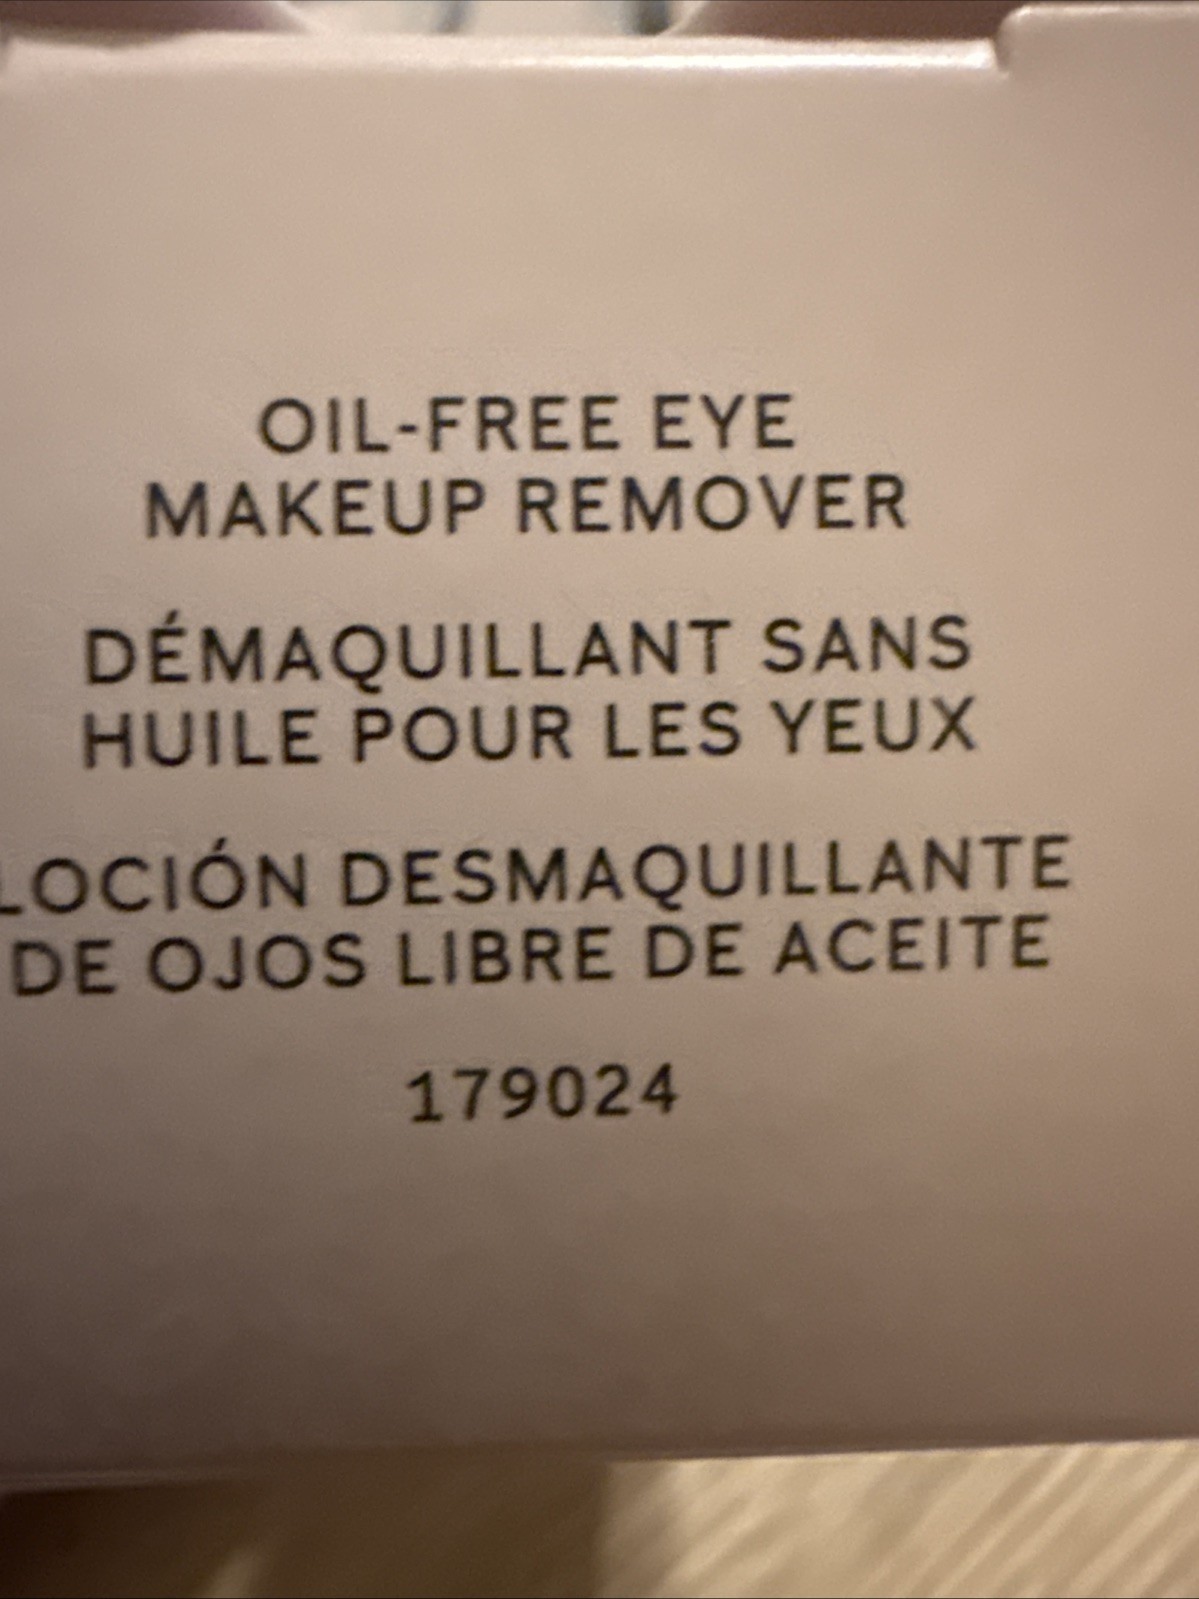 OIL-FREE EYE
MAKEUP REMOVER
DÉMAQUILLANT SANS
HUILE POUR LES YEUX
LOCIÓN DESMAQUILLANTE
DE OJOS LIBRE DE ACEITE
179024